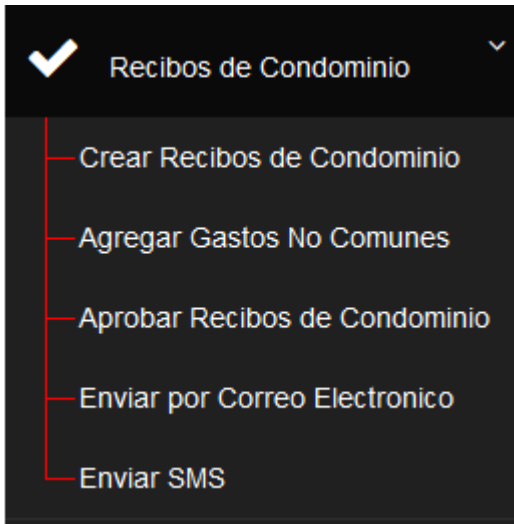 Recibos de Condominio
Crear Recibos de Condominio
Agregar Gastos No Comunes
Aprobar Recibos de Condominio
Enviar por Correo Electronico
Enviar SMS